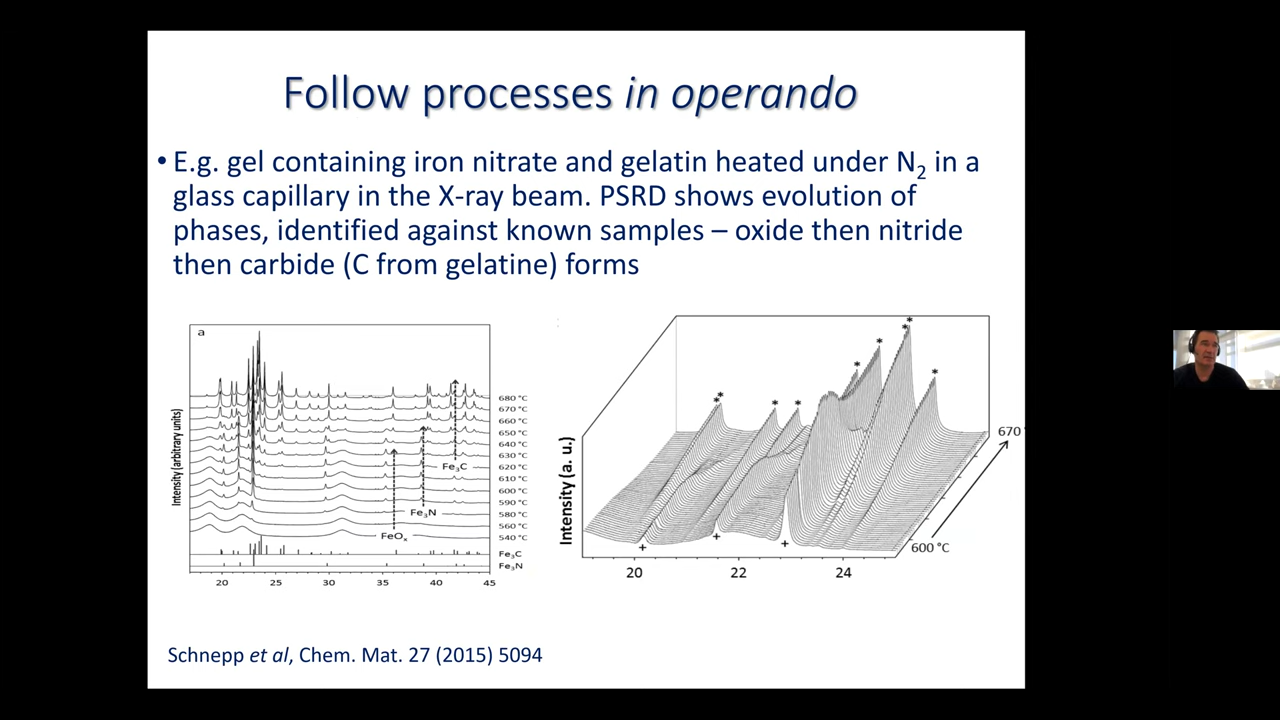 Follow processes in operando
• E.g. gel containing iron nitrate and gelatin heated under N₂ in a
glass capillary in the X-ray beam. PSRD shows evolution of
phases, identified against known samples – oxide then nitride
then carbide (C from gelatine) forms
a
Intensity (arbitrary units)
680 °C
670 °C
660 °C
650 °C
640 °C
630 °C
620 °C
610 °C
600 °C
590 °C
580 °C
560 °C
540 °C
Fe₃C
Fe₃N
FeOₓ
Fe₃C
Fe₃N
20 25 30 35 40 45
Intensity (a. u.)
* * * * * * * * *
+ + +
670
600 °C
20 22 24
Schnepp et al, Chem. Mat. 27 (2015) 5094